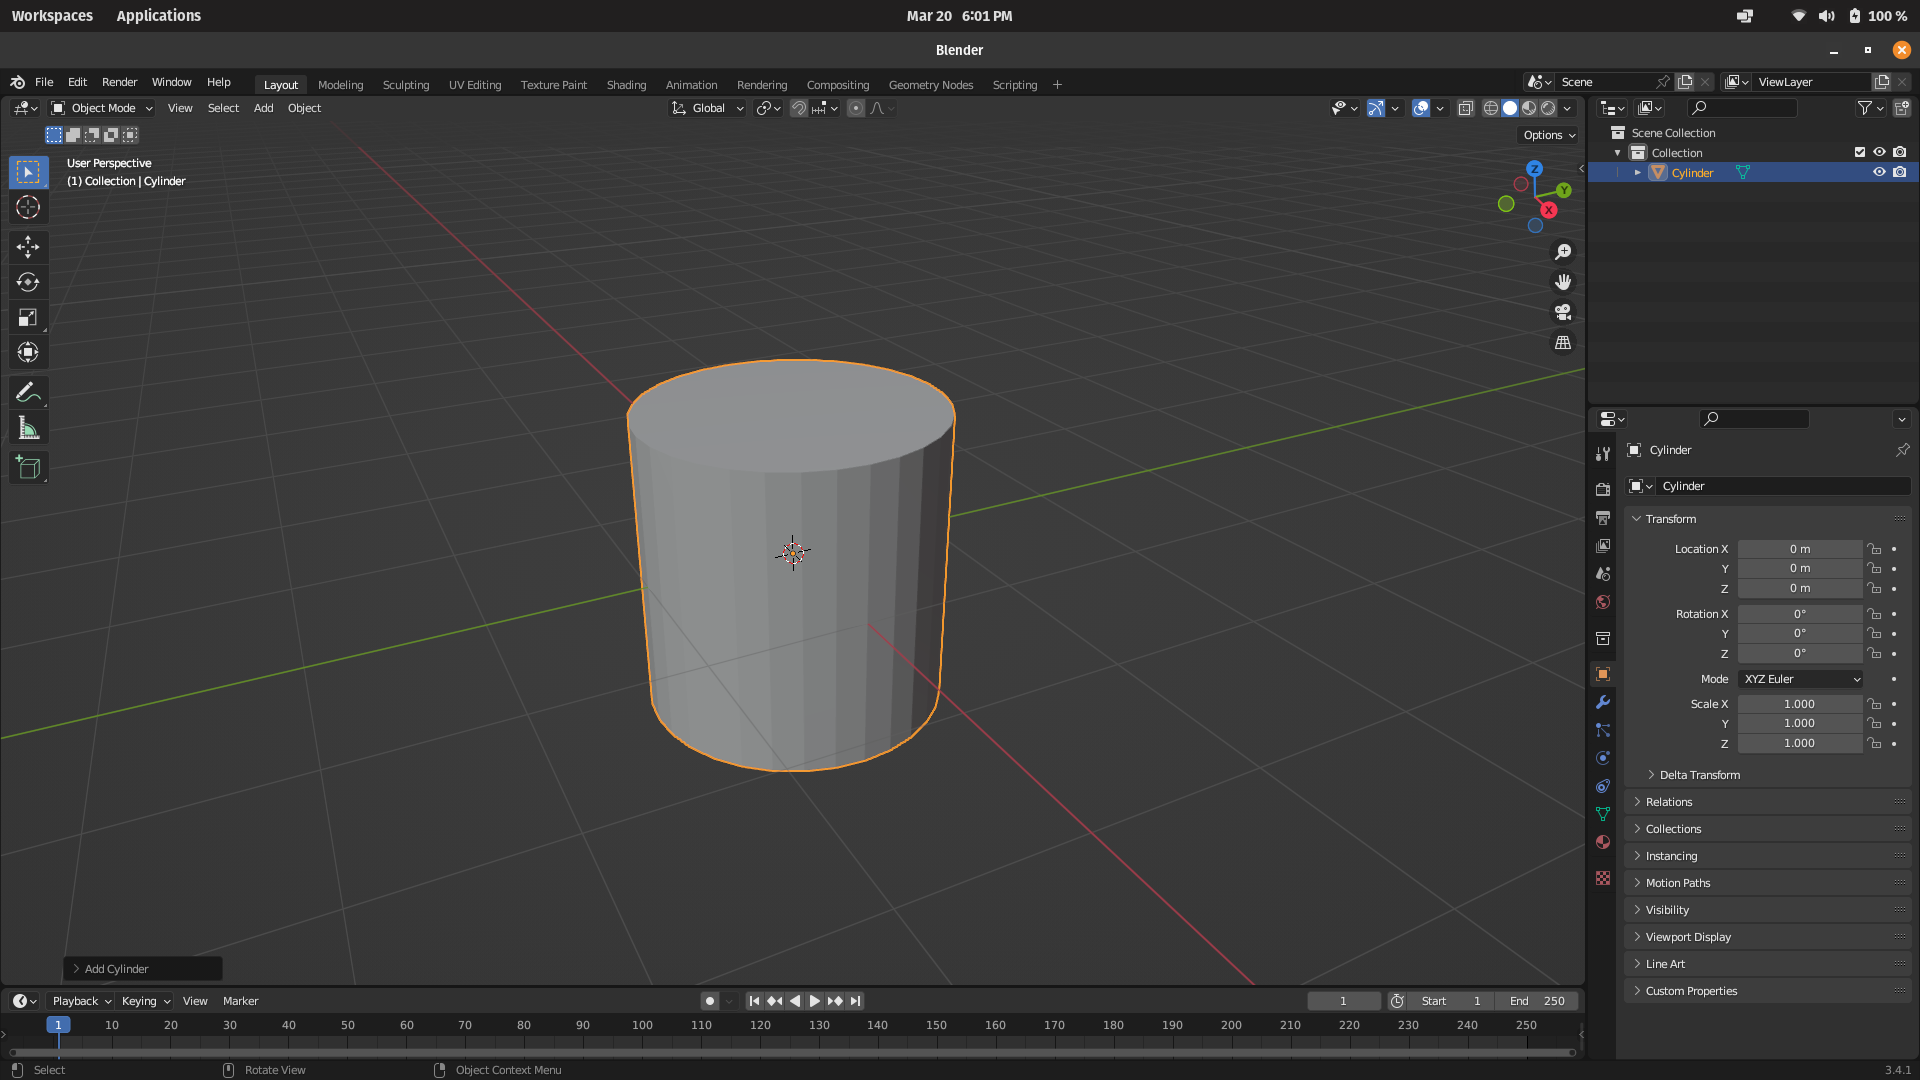 Workspaces Applications Mar 20 6:01 PM 100 %
Blender
File Edit Render Window Help Layout Modeling Sculpting UV Editing Texture Paint Shading Animation Rendering Compositing Geometry Nodes Scripting + Scene ViewLayer
Object Mode View Select Add Object Global
Options
User Perspective
(1) Collection | Cylinder
Z
Y
X
Scene Collection
Collection
Cylinder
Cylinder
Cylinder
Transform
Location X 0 m
Y 0 m
Z 0 m
Rotation X 0°
Y 0°
Z 0°
Mode XYZ Euler
Scale X 1.000
Y 1.000
Z 1.000
Delta Transform
Relations
Collections
Instancing
Motion Paths
Visibility
Viewport Display
Line Art
Custom Properties
Add Cylinder
Playback Keying View Marker 1 Start 1 End 250
1 10 20 30 40 50 60 70 80 90 100 110 120 130 140 150 160 170 180 190 200 210 220 230 240 250
Select Rotate View Object Context Menu 3.4.1